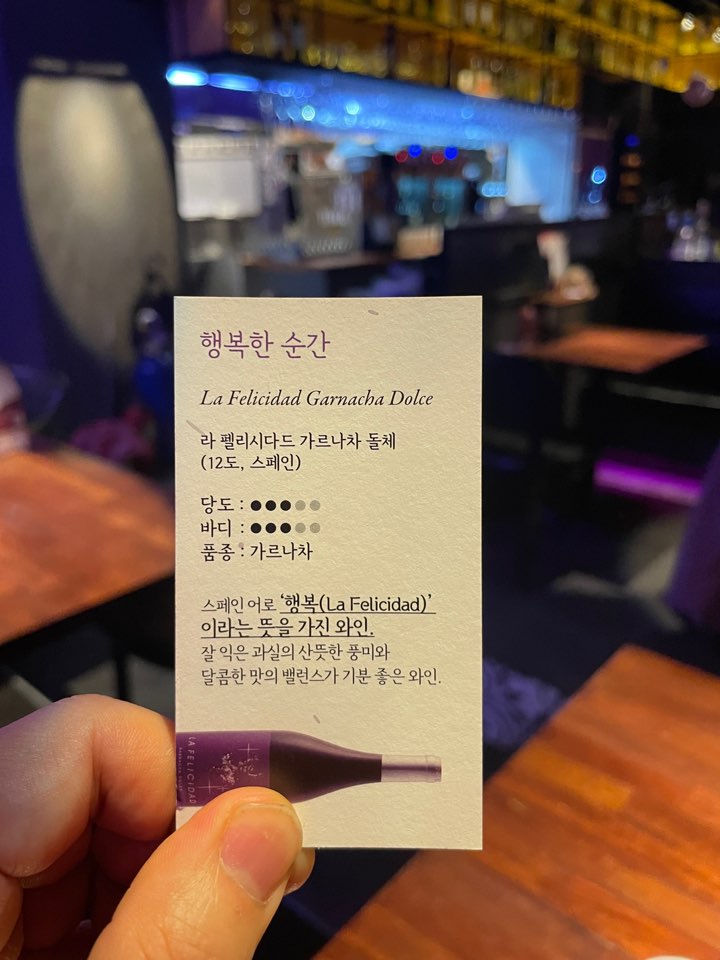 행복한 순간
La Felicidad Garnacha Dolce
라 펠리시다드 가르나차 돌체
(12도, 스페인)
당도 : ●●●●●
바디 : ●●●●●
품종 : 가르나차
스페인어로 ‘행복(La Felicidad)’
이라는 뜻을 가진 와인.
잘 익은 과실의 산뜻한 풍미와
달콤한 맛의 밸런스가 기분 좋은 와인.
LA FELICIDAD